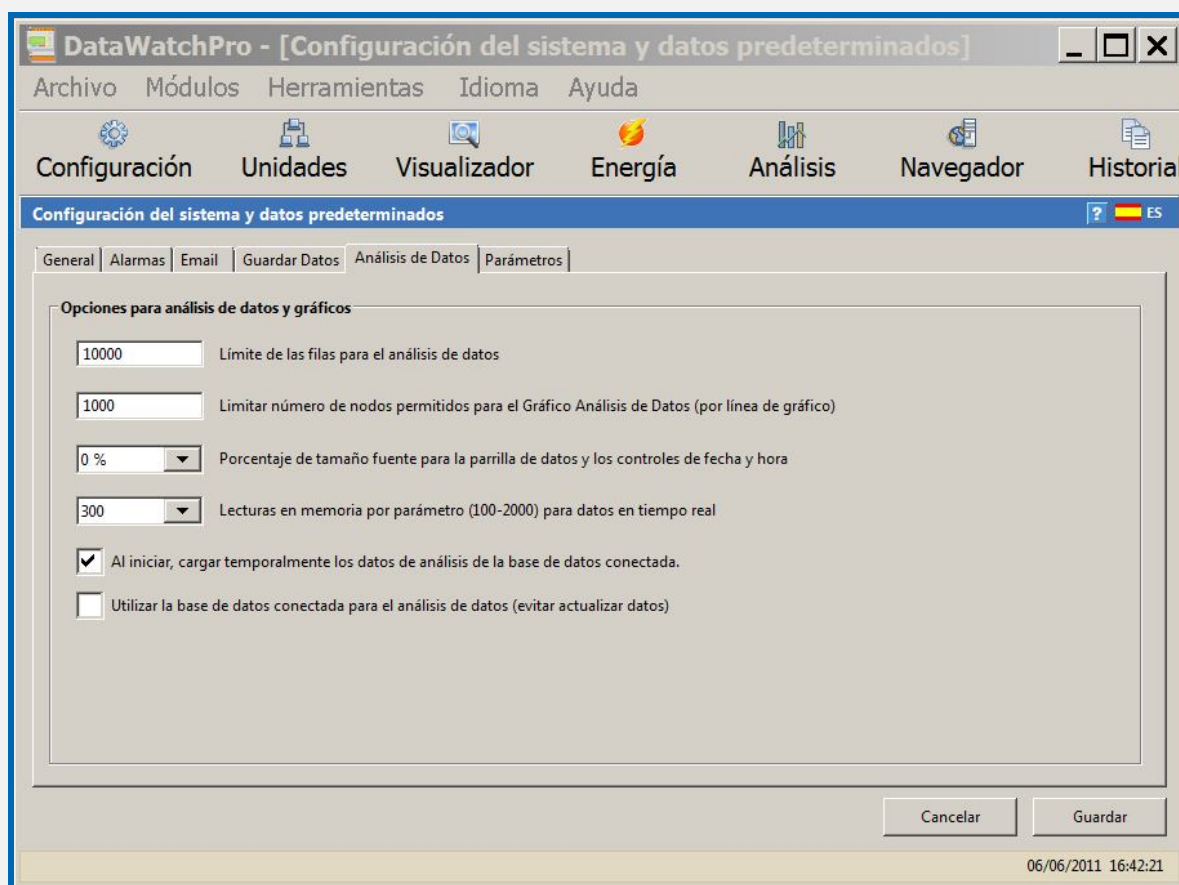 DataWatchPro - [Configuración del sistema y datos predeterminados]
Archivo Módulos Herramientas Idioma Ayuda
Configuración Unidades Visualizador Energía Análisis Navegador Historial
Configuración del sistema y datos predeterminados ? ES
General Alarmas Email Guardar Datos Análisis de Datos Parámetros
Opciones para análisis de datos y gráficos
10000 Límite de las filas para el análisis de datos
1000 Limitar número de nodos permitidos para el Gráfico Análisis de Datos (por línea de gráfico)
0 % Porcentaje de tamaño fuente para la parrilla de datos y los controles de fecha y hora
300 Lecturas en memoria por parámetro (100-2000) para datos en tiempo real
Al iniciar, cargar temporalmente los datos de análisis de la base de datos conectada.
Utilizar la base de datos conectada para el análisis de datos (evitar actualizar datos)
Cancelar Guardar
06/06/2011 16:42:21